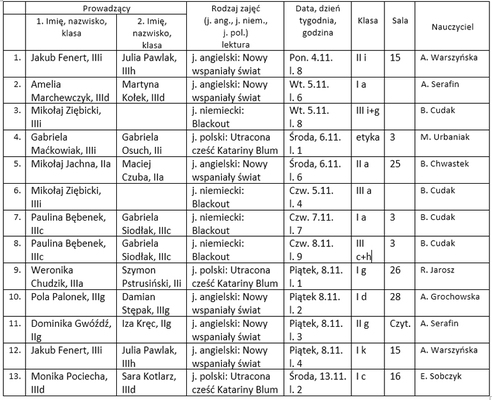 Prowadzący
Rodzaj zajęć (j. ang., j. niem., j. pol.) lektura
Data, dzień tygodnia, godzina
Klasa
Sala
Nauczyciel
1. Imię, nazwisko, klasa
2. Imię, nazwisko, klasa
1. Jakub Fenert, IIIi Julia Pawlak, IIIh j. angielski: Nowy wspaniały świat Pon. 4.11. l. 8 II i 15 A. Warszyńska
2. Amelia Marchewczyk, IIId Martyna Kołek, IIId j. angielski: Nowy wspaniały świat Wt. 5.11. l. 6 I a A. Serafin
3. Mikołaj Ziębicki, IIIi j. niemiecki: Blackout Wt. 5.11. l. 8 III i+g B. Cudak
4. Gabriela Maćkowiak, IIIi Gabriela Osuch, IIi j. polski: Utracona cześć Katariny Blum Środa, 6.11. l. 1 etyka 3 M. Urbaniak
5. Mikołaj Jachna, IIa Maciej Czuba, IIa j. angielski: Nowy wspaniały świat Środa, 6.11. l. 6 II a 25 B. Chwastek
6. Mikołaj Ziębicki, IIIi j. niemiecki: Blackout Czw. 5.11. l. 4 III a B. Cudak
7. Paulina Bębenek, IIIc Gabriela Siodłak, IIIc j. niemiecki: Blackout Czw. 7.11. l. 7 I a 3 B. Cudak
8. Paulina Bębenek, IIIc Gabriela Siodłak, IIIc j. niemiecki: Blackout Czw. 8.11. l. 9 III c+h 3 B. Cudak
9. Weronika Chudzik, IIIa Szymon Pstrusiński, IIi j. polski: Utracona cześć Katariny Blum Piątek, 8.11. l. 1 I g 26 R. Jarosz
10. Pola Palonek, IIIg Damian Stępak, IIIg j. angielski: Nowy wspaniały świat Piątek 8.11. l. 2 I d 28 A. Grochowska
11. Dominika Gwóźdź, IIg Iza Kręc, IIg j. angielski: Nowy wspaniały świat Piątek, 8.11. l. 3 II g Czyt. A. Serafin
12. Jakub Fenert, IIIi Julia Pawlak, IIIh j. angielski: Nowy wspaniały świat Piątek, 8.11. l. 4 I k 15 A. Warszyńska
13. Monika Pociecha, IIId Sara Kotlarz, IIId j. polski: Utracona cześć Katariny Blum Środa, 13.11. l. 2 I c 16 E. Sobczyk